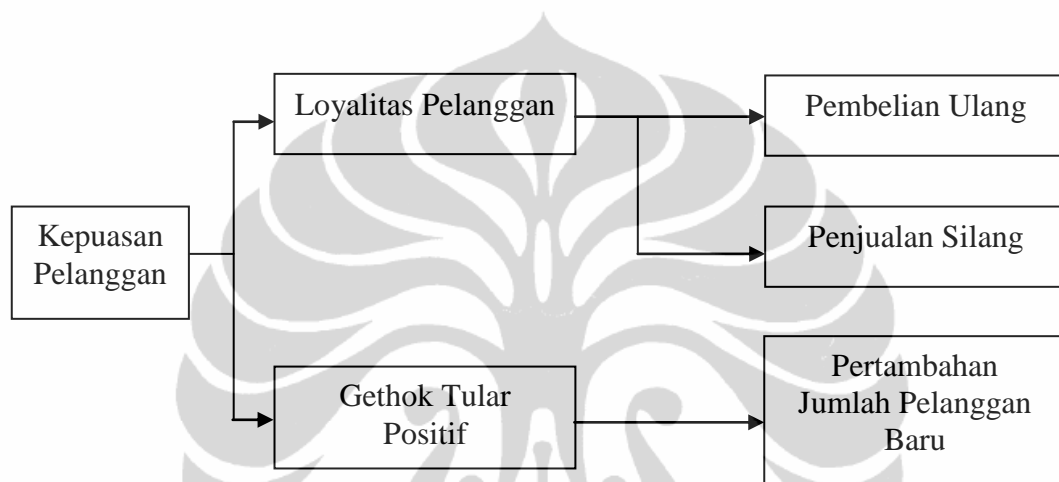 Loyalitas Pelanggan
Pembelian Ulang
Kepuasan
Pelanggan
Penjualan Silang
Gethok Tular
Positif
Pertambahan
Jumlah Pelanggan
Baru